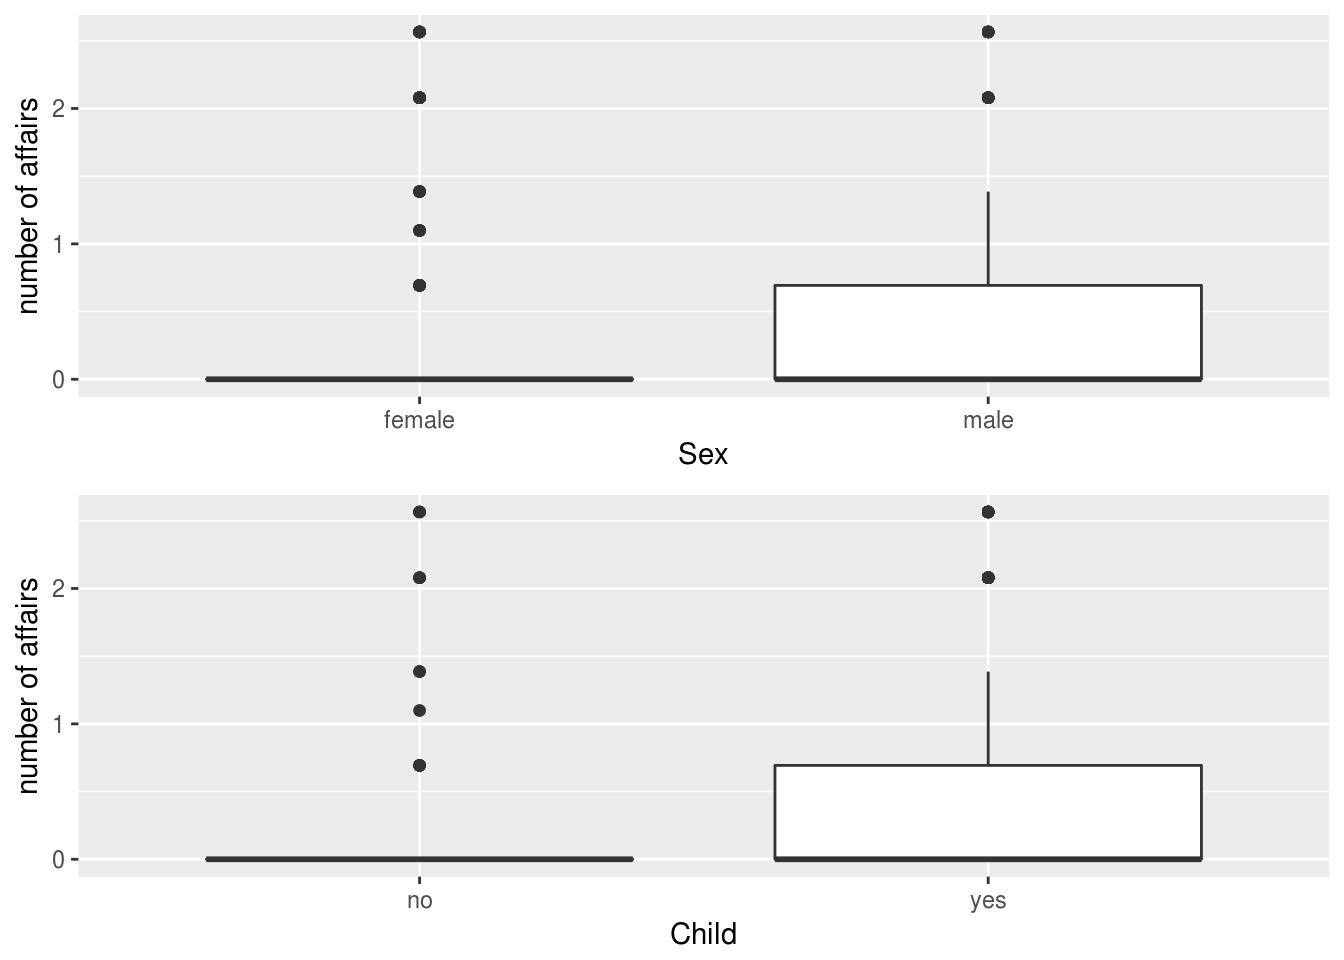 number of affairs
2
1
0
female male
Sex
number of affairs
2
1
0
no yes
Child